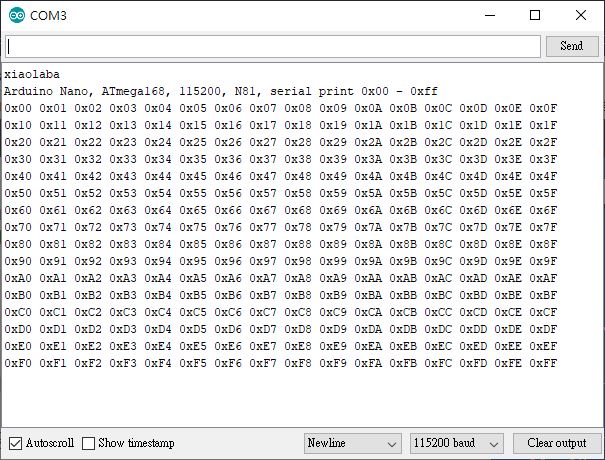 COM3
Send
xiaolaba
Arduino Nano, ATmega168, 115200, N81, serial print 0x00 - 0xff
0x00 0x01 0x02 0x03 0x04 0x05 0x06 0x07 0x08 0x09 0x0A 0x0B 0x0C 0x0D 0x0E 0x0F
0x10 0x11 0x12 0x13 0x14 0x15 0x16 0x17 0x18 0x19 0x1A 0x1B 0x1C 0x1D 0x1E 0x1F
0x20 0x21 0x22 0x23 0x24 0x25 0x26 0x27 0x28 0x29 0x2A 0x2B 0x2C 0x2D 0x2E 0x2F
0x30 0x31 0x32 0x33 0x34 0x35 0x36 0x37 0x38 0x39 0x3A 0x3B 0x3C 0x3D 0x3E 0x3F
0x40 0x41 0x42 0x43 0x44 0x45 0x46 0x47 0x48 0x49 0x4A 0x4B 0x4C 0x4D 0x4E 0x4F
0x50 0x51 0x52 0x53 0x54 0x55 0x56 0x57 0x58 0x59 0x5A 0x5B 0x5C 0x5D 0x5E 0x5F
0x60 0x61 0x62 0x63 0x64 0x65 0x66 0x67 0x68 0x69 0x6A 0x6B 0x6C 0x6D 0x6E 0x6F
0x70 0x71 0x72 0x73 0x74 0x75 0x76 0x77 0x78 0x79 0x7A 0x7B 0x7C 0x7D 0x7E 0x7F
0x80 0x81 0x82 0x83 0x84 0x85 0x86 0x87 0x88 0x89 0x8A 0x8B 0x8C 0x8D 0x8E 0x8F
0x90 0x91 0x92 0x93 0x94 0x95 0x96 0x97 0x98 0x99 0x9A 0x9B 0x9C 0x9D 0x9E 0x9F
0xA0 0xA1 0xA2 0xA3 0xA4 0xA5 0xA6 0xA7 0xA8 0xA9 0xAA 0xAB 0xAC 0xAD 0xAE 0xAF
0xB0 0xB1 0xB2 0xB3 0xB4 0xB5 0xB6 0xB7 0xB8 0xB9 0xBA 0xBB 0xBC 0xBD 0xBE 0xBF
0xC0 0xC1 0xC2 0xC3 0xC4 0xC5 0xC6 0xC7 0xC8 0xC9 0xCA 0xCB 0xCC 0xCD 0xCE 0xCF
0xD0 0xD1 0xD2 0xD3 0xD4 0xD5 0xD6 0xD7 0xD8 0xD9 0xDA 0xDB 0xDC 0xDD 0xDE 0xDF
0xE0 0xE1 0xE2 0xE3 0xE4 0xE5 0xE6 0xE7 0xE8 0xE9 0xEA 0xEB 0xEC 0xED 0xEE 0xEF
0xF0 0xF1 0xF2 0xF3 0xF4 0xF5 0xF6 0xF7 0xF8 0xF9 0xFA 0xFB 0xFC 0xFD 0xFE 0xFF
Autoscroll Show timestamp Newline 115200 baud Clear output